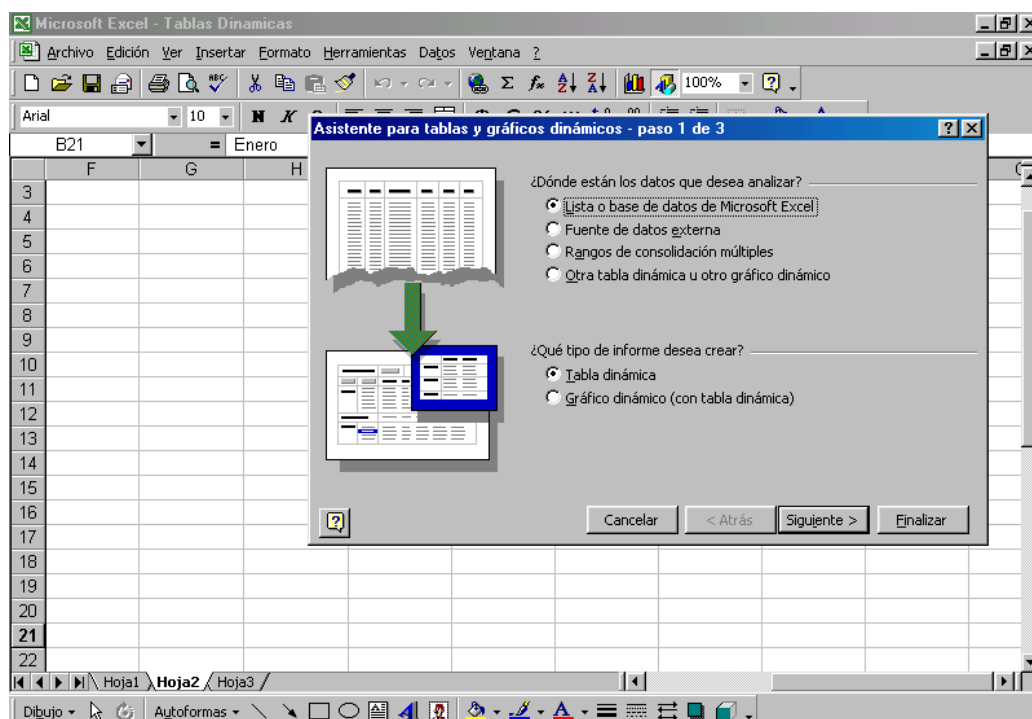 Microsoft Excel - Tablas Dinamicas
Archivo Edición Ver Insertar Formato Herramientas Datos Ventana ?
ABC Σ fx A Z Z A 100% ?
Arial 10 N K
B21 = Enero
Asistente para tablas y gráficos dinámicos - paso 1 de 3 ?
F G H
¿Dónde están los datos que desea analizar?
Lista o base de datos de Microsoft Excel
Fuente de datos externa
Rangos de consolidación múltiples
Otra tabla dinámica u otro gráfico dinámico
¿Qué tipo de informe desea crear?
Tabla dinámica
Gráfico dinámico (con tabla dinámica)
? Cancelar < Atrás Siguiente > Finalizar
3
4
5
6
7
8
9
10
11
12
13
14
15
16
17
18
19
20
21
22
Hoja1 Hoja2 Hoja3
Dibujo Autoformas A A